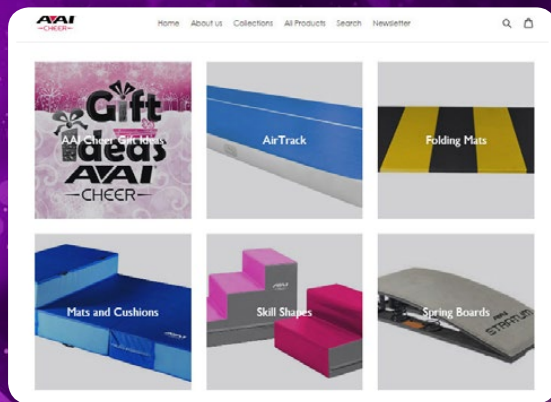 AAI
CHEER
Home About us Collections All Products Search Newsletter
Gift
Ideas
AAI Cheer Gift Ideas
AAI
CHEER
AirTrack
Folding Mats
Mats and Cushions
Skill Shapes
Spring Boards
AAI
STRATUM